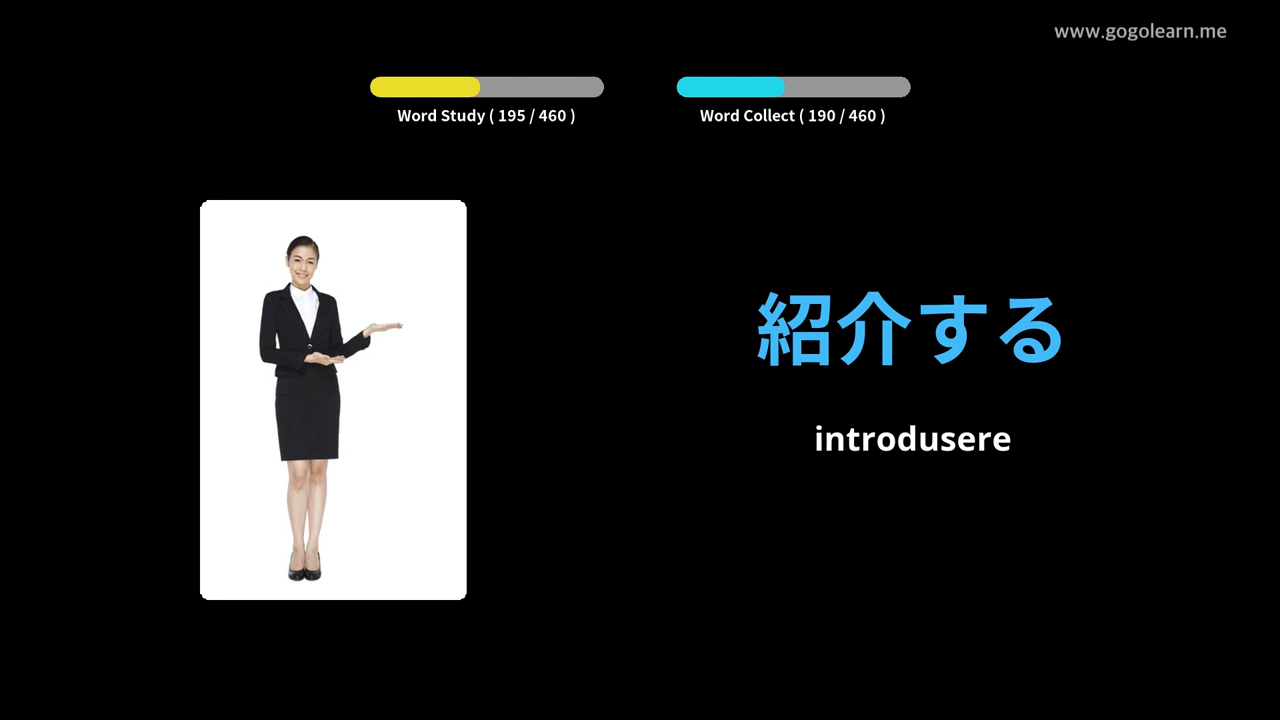 www.gogolearn.me
Word Study ( 195 / 460 )
Word Collect ( 190 / 460 )
紹介する
introdusere